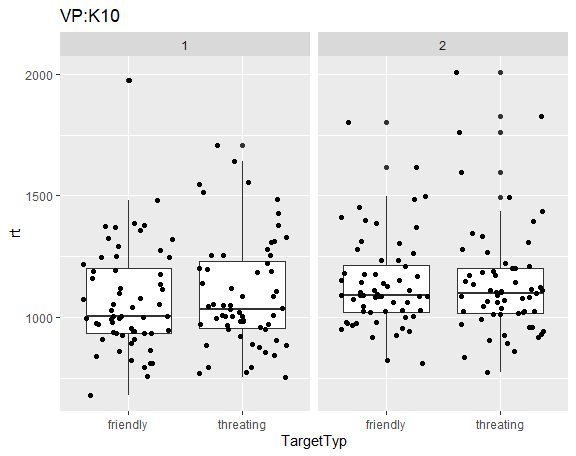 VP:K10
1 2
2000
1500
1000
rt
friendly threating friendly threating
TargetTyp